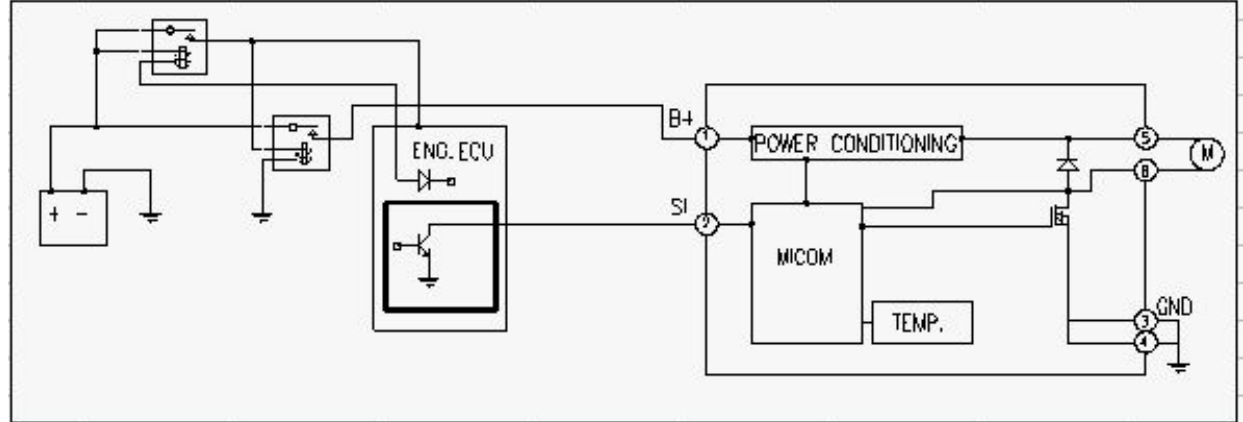 B+
1
POWER CONDITIONING
5
M
ENG. ECU
6
SI
2
MICOM
+ -
TEMP.
3
GND
4